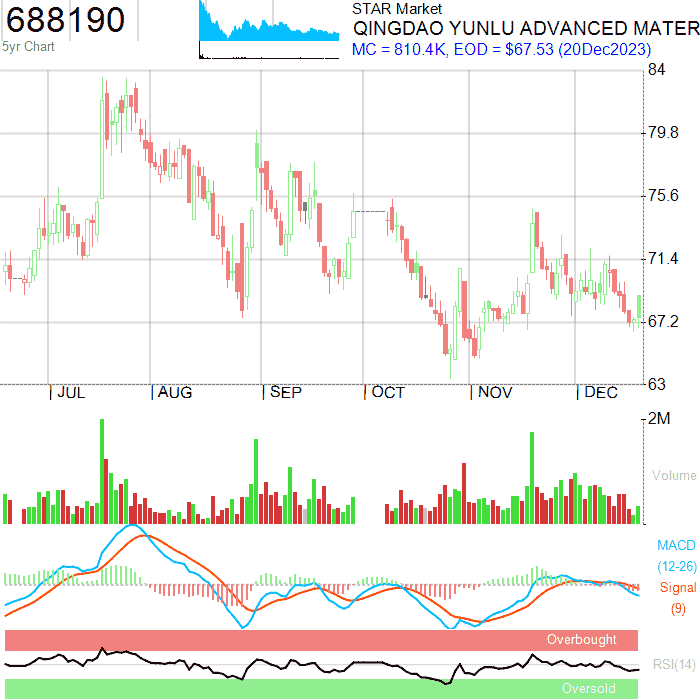 688190
5yr Chart
STAR Market
QINGDAO YUNLU ADVANCED MATER
MC = 810.4K, EOD = $67.53 (20Dec2023)
84
79.8
75.6
71.4
67.2
63
JUL
AUG
SEP
OCT
NOV
DEC
2M
Volume
MACD
(12-26)
Signal
(9)
Overbought
RSI(14)
Oversold